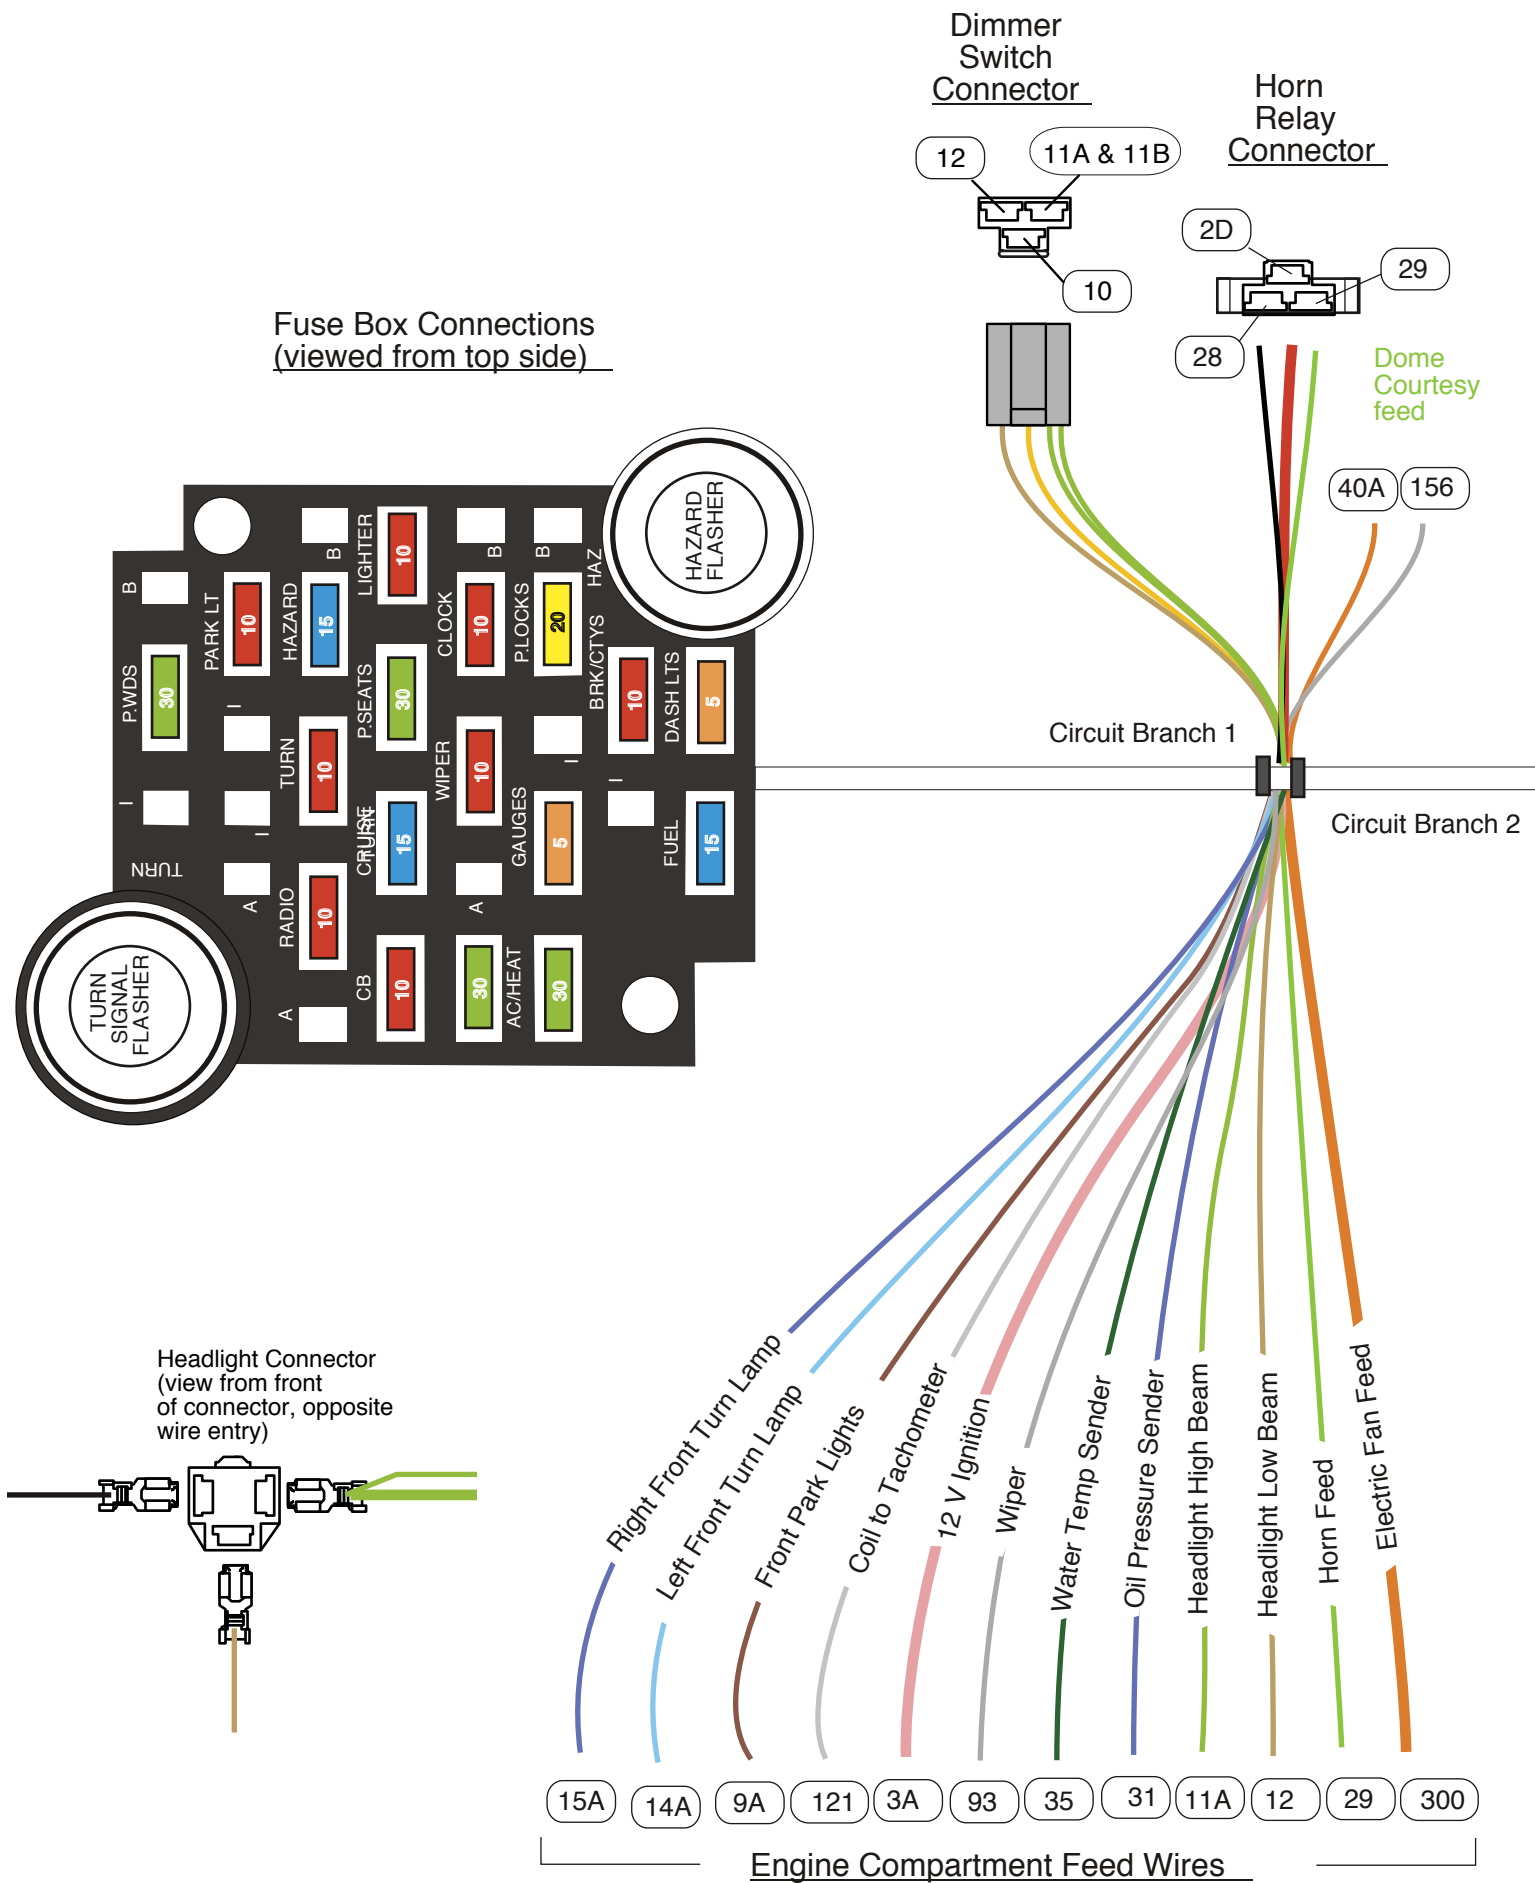 Dimmer
Switch
Connector
12
11A & 11B
10
Horn
Relay
Connector
2D
29
28
Dome
Courtesy
feed
40A
156
Fuse Box Connections
(viewed from top side)
HAZARD
FLASHER
HAZ
B
B
B
B
LIGHTER
10
PARK LT
10
HAZARD
15
CLOCK
10
P.LOCKS
20
P.WDS
30
P.SEATS
30
BRK/CTYS
10
DASH LTS
5
I
I
I
I
I
TURN
10
WIPER
10
CRUISE
TURN
15
GAUGES
5
FUEL
15
TURN
A
A
A
RADIO
10
CB
10
30
AC/HEAT
30
TURN
SIGNAL
FLASHER
Circuit Branch 1
Circuit Branch 2
Headlight Connector
(view from front
of connector, opposite
wire entry)
Right Front Turn Lamp
Left Front Turn Lamp
Front Park Lights
Coil to Tachometer
12 V Ignition
Wiper
Water Temp Sender
Oil Pressure Sender
Headlight High Beam
Headlight Low Beam
Horn Feed
Electric Fan Feed
15A
14A
9A
121
3A
93
35
31
11A
12
29
300
Engine Compartment Feed Wires